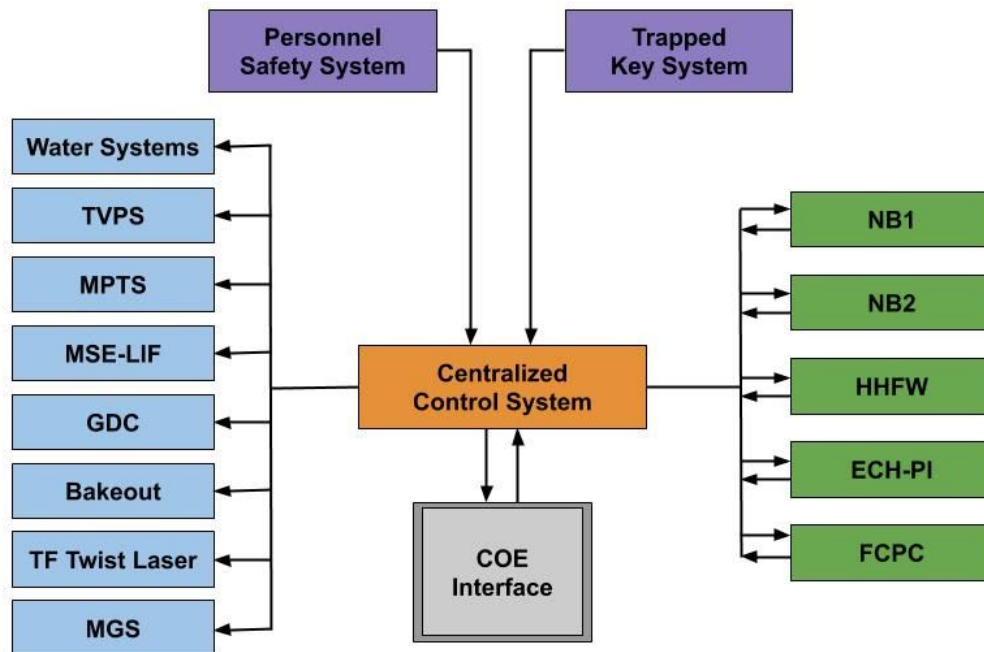 Personnel
Safety System
Trapped
Key System
Water Systems
TVPS
MPTS
MSE-LIF
GDC
Bakeout
TF Twist Laser
MGS
Centralized
Control System
COE
Interface
NB1
NB2
HHFW
ECH-PI
FCPC